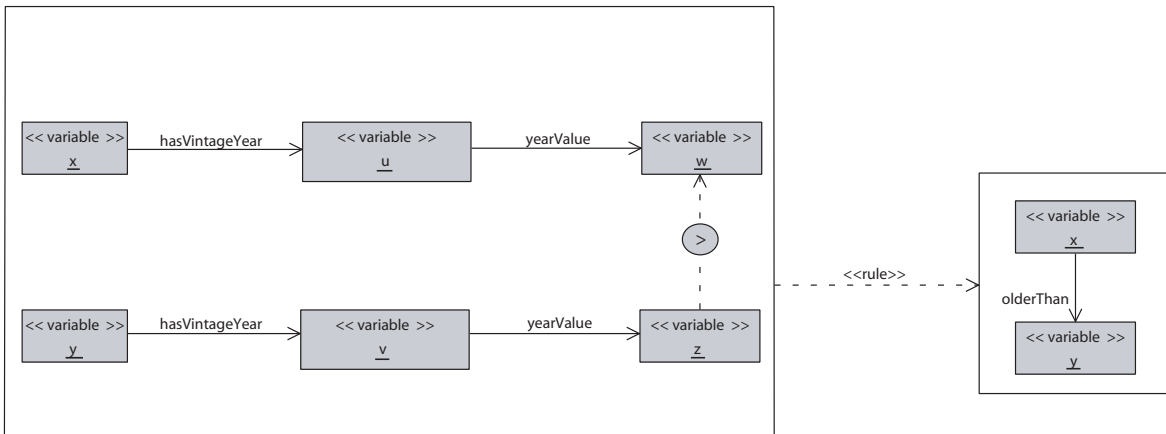 << variable >>
x
hasVintageYear
<< variable >>
u
yearValue
<< variable >>
w
>
<< variable >>
y
hasVintageYear
<< variable >>
v
yearValue
<< variable >>
z
<<rule>>
<< variable >>
x
olderThan
<< variable >>
y